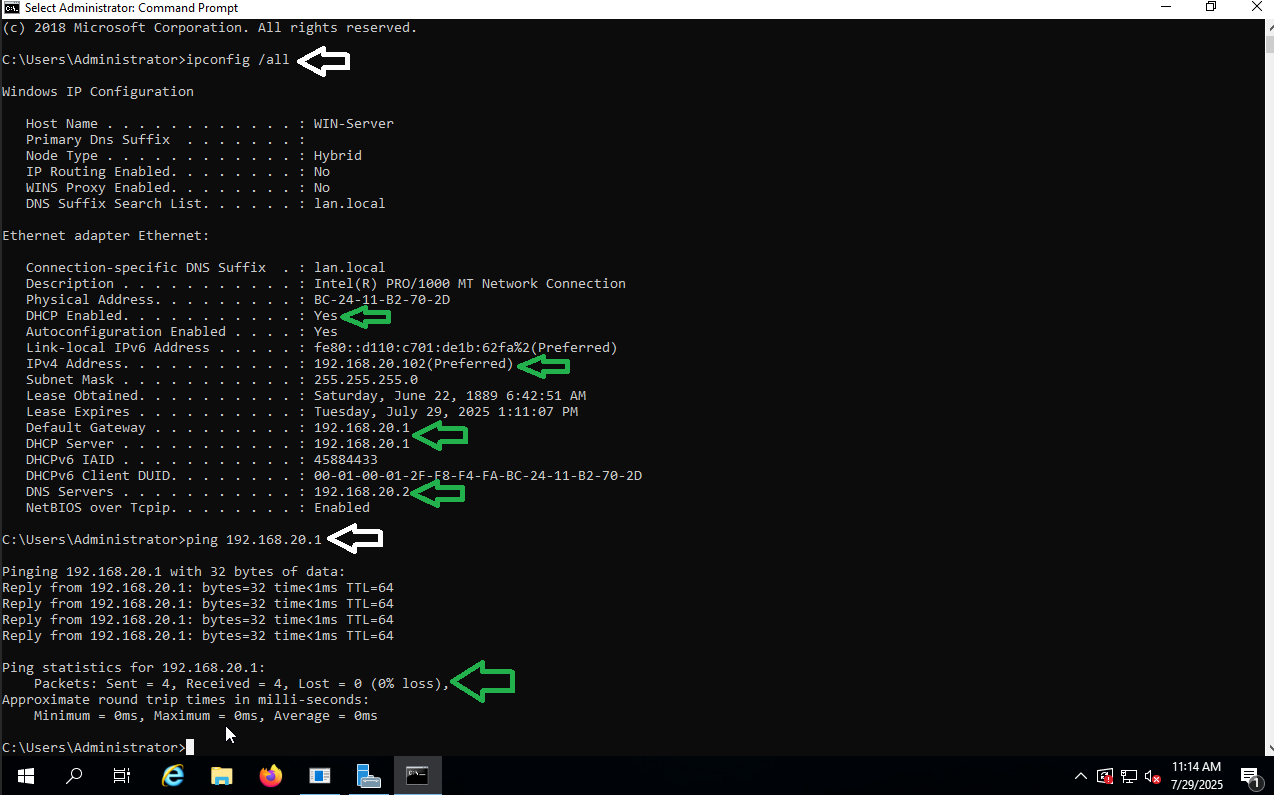 Select Administrator: Command Prompt
(c) 2018 Microsoft Corporation. All rights reserved.
C:\Users\Administrator>ipconfig /all
Windows IP Configuration
Host Name . . . . . . . . . . . . : WIN-Server
Primary Dns Suffix  . . . . . . . :
Node Type . . . . . . . . . . . . : Hybrid
IP Routing Enabled. . . . . . . . : No
WINS Proxy Enabled. . . . . . . . : No
DNS Suffix Search List. . . . . . : lan.local
Ethernet adapter Ethernet:
Connection-specific DNS Suffix  . : lan.local
Description . . . . . . . . . . . : Intel(R) PRO/1000 MT Network Connection
Physical Address. . . . . . . . . : BC-24-11-B2-70-2D
DHCP Enabled. . . . . . . . . . . : Yes
Autoconfiguration Enabled . . . . : Yes
Link-local IPv6 Address . . . . . : fe80::d110:c701:de1b:62fa%2(Preferred)
IPv4 Address. . . . . . . . . . . : 192.168.20.102(Preferred)
Subnet Mask . . . . . . . . . . . : 255.255.255.0
Lease Obtained. . . . . . . . . . : Saturday, June 22, 1889 6:42:51 AM
Lease Expires . . . . . . . . . . : Tuesday, July 29, 2025 1:11:07 PM
Default Gateway . . . . . . . . . : 192.168.20.1
DHCP Server . . . . . . . . . . . : 192.168.20.1
DHCPv6 IAID . . . . . . . . . . . : 45884433
DHCPv6 Client DUID. . . . . . . . : 00-01-00-01-2F-F8-F4-FA-BC-24-11-B2-70-2D
DNS Servers . . . . . . . . . . . : 192.168.20.2
NetBIOS over Tcpip. . . . . . . . : Enabled
C:\Users\Administrator>ping 192.168.20.1
Pinging 192.168.20.1 with 32 bytes of data:
Reply from 192.168.20.1: bytes=32 time<1ms TTL=64
Reply from 192.168.20.1: bytes=32 time<1ms TTL=64
Reply from 192.168.20.1: bytes=32 time<1ms TTL=64
Reply from 192.168.20.1: bytes=32 time<1ms TTL=64
Ping statistics for 192.168.20.1:
Packets: Sent = 4, Received = 4, Lost = 0 (0% loss),
Approximate round trip times in milli-seconds:
Minimum = 0ms, Maximum = 0ms, Average = 0ms
C:\Users\Administrator>
11:14 AM
7/29/2025
1